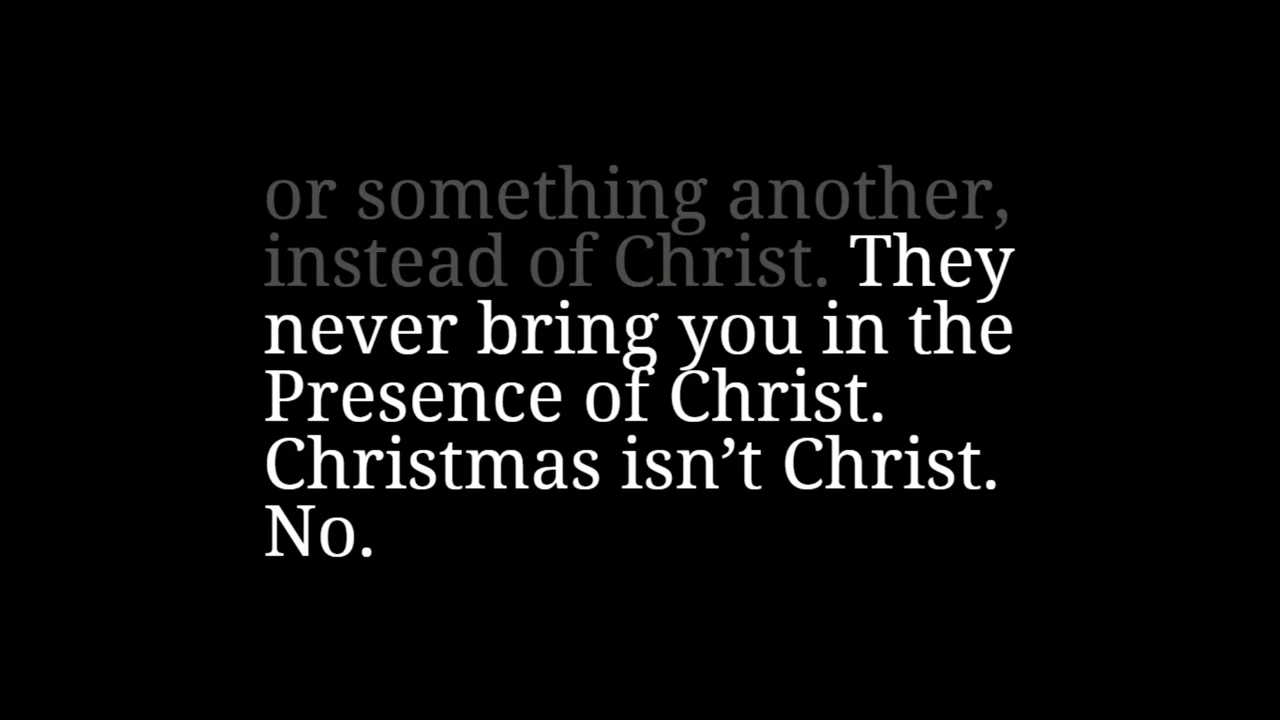 or something another,
instead of Christ. They
never bring you in the
Presence of Christ.
Christmas isn’t Christ.
No.